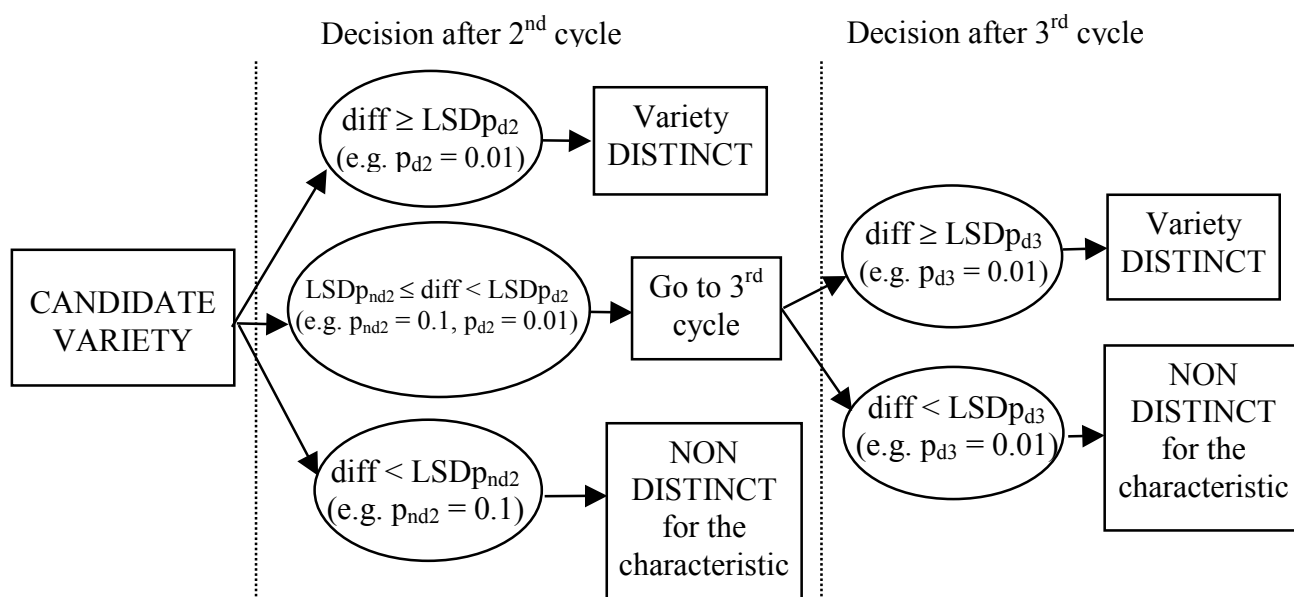 Decision after 2nd cycle
Decision after 3rd cycle
CANDIDATE
VARIETY
diff ≥ LSDpd2
(e.g. pd2 = 0.01)
Variety
DISTINCT
LSDpnd2 ≤ diff < LSDpd2
(e.g. pnd2 = 0.1, pd2 = 0.01)
Go to 3rd
cycle
diff < LSDpnd2
(e.g. pnd2 = 0.1)
NON
DISTINCT
for the
characteristic
diff ≥ LSDpd3
(e.g. pd3 = 0.01)
Variety
DISTINCT
diff < LSDpd3
(e.g. pd3 = 0.01)
NON
DISTINCT
for the
characteristic